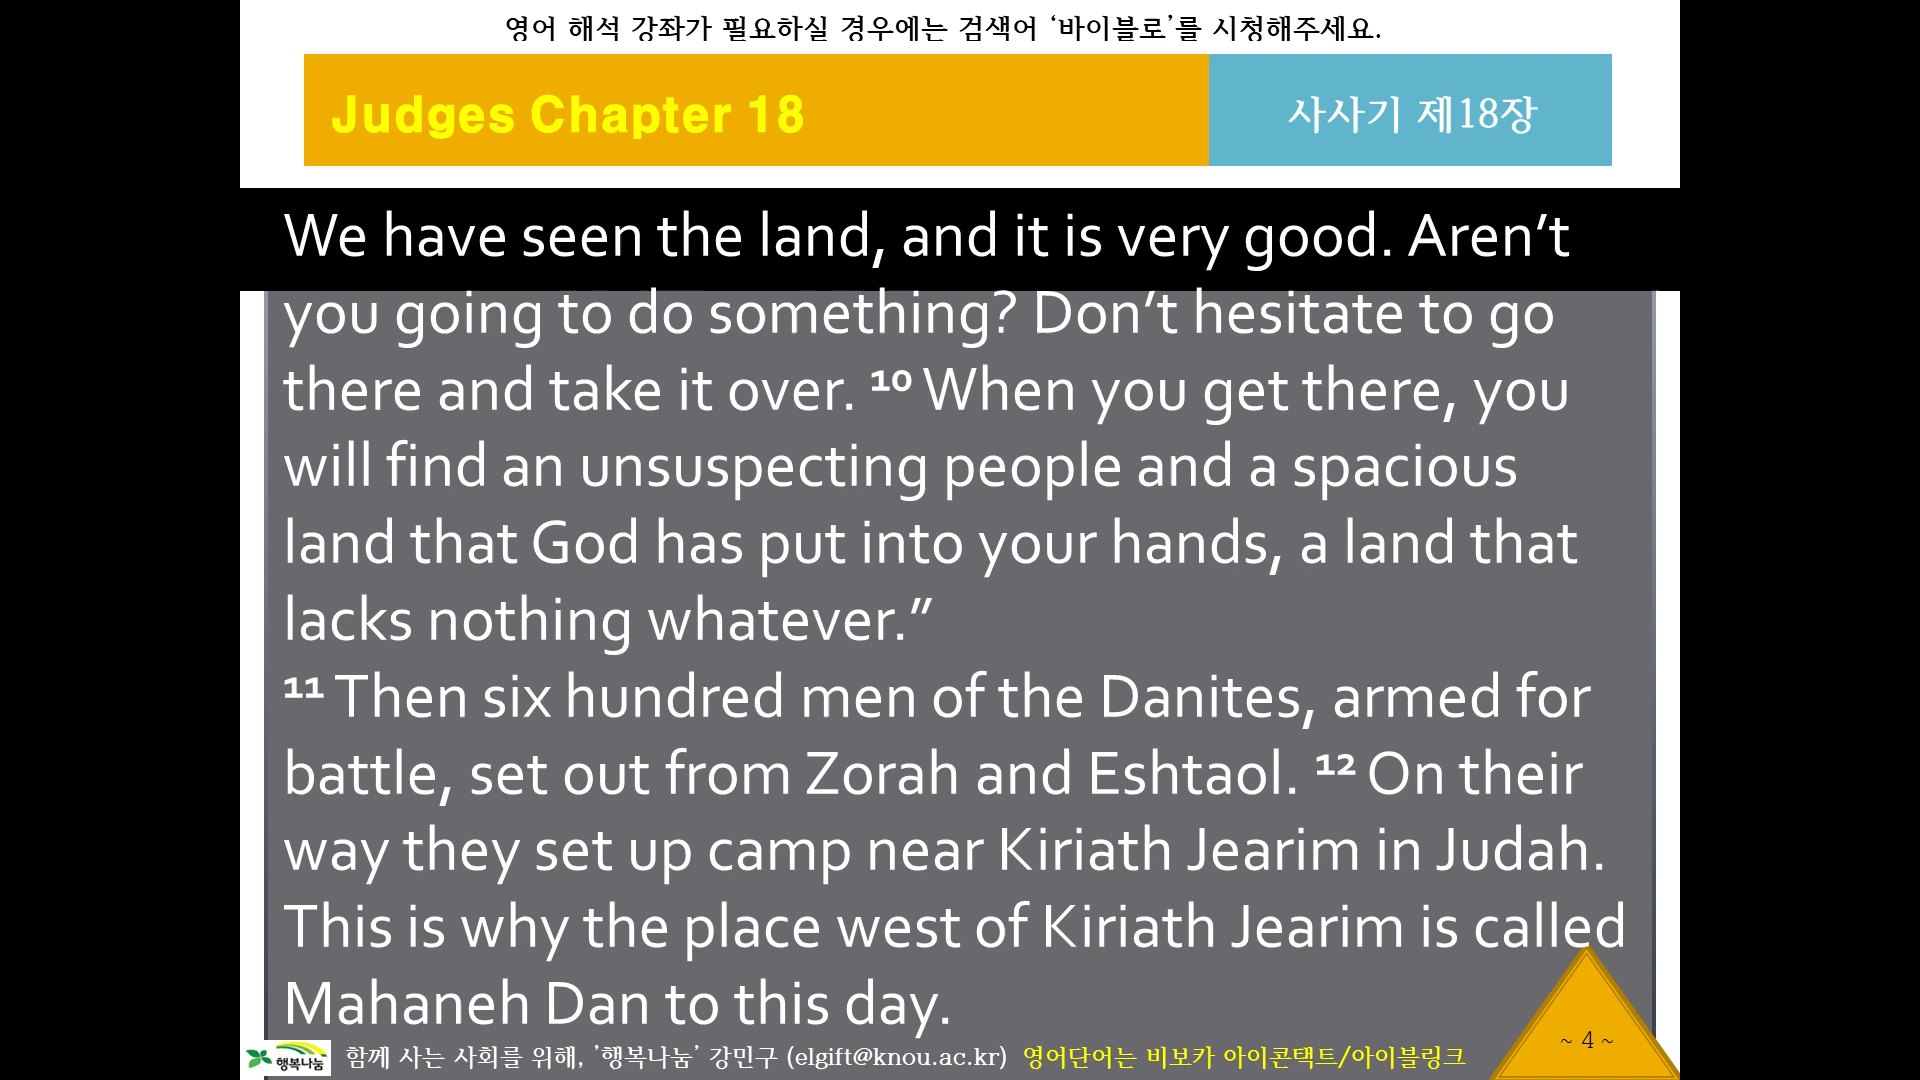 영어 해석 강좌가 필요하실 경우에는 검색어 ‘바이블로’를 시청해주세요.
Judges Chapter 18
사사기 제18장
We have seen the land, and it is very good. Aren’t
you going to do something? Don’t hesitate to go
there and take it over. 10 When you get there, you
will find an unsuspecting people and a spacious
land that God has put into your hands, a land that
lacks nothing whatever.”
11 Then six hundred men of the Danites, armed for
battle, set out from Zorah and Eshtaol. 12 On their
way they set up camp near Kiriath Jearim in Judah.
This is why the place west of Kiriath Jearim is called
Mahaneh Dan to this day.
~ 4 ~
행복나눔
함께 사는 사회를 위해, ’행복나눔’ 강민구 (elgift@knou.ac.kr) 영어단어는 비보카 아이콘택트/아이블링크